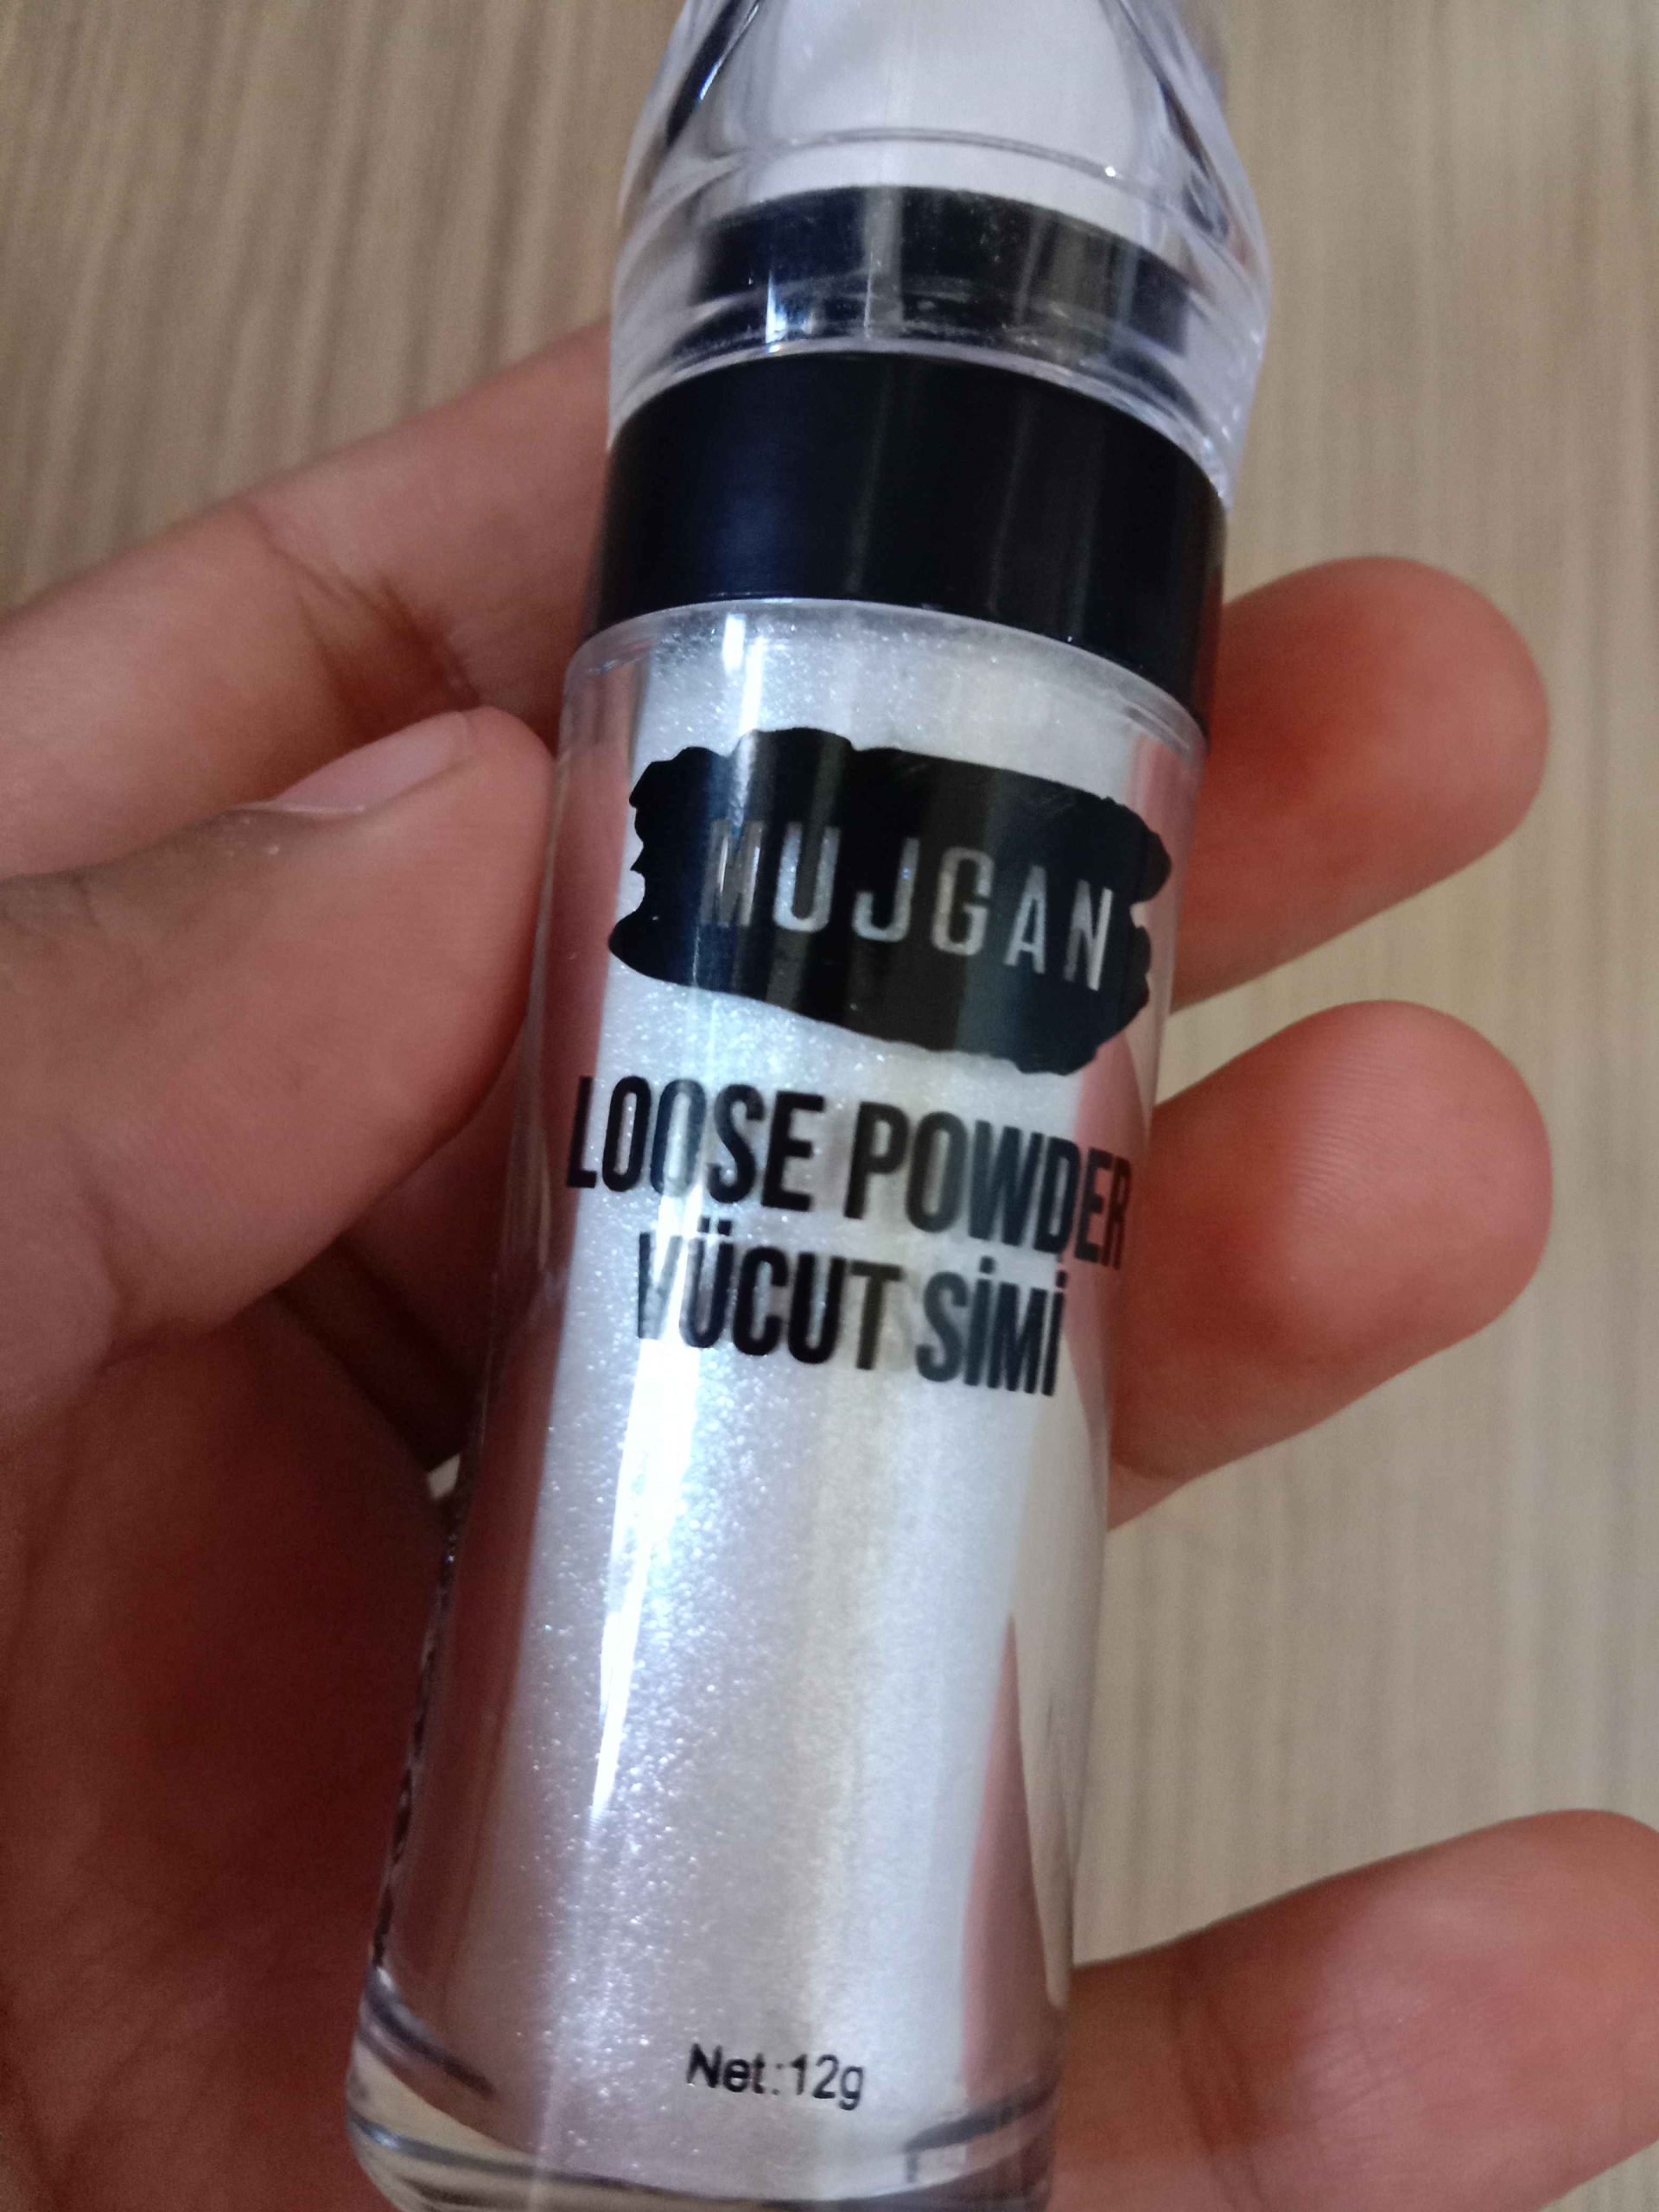 MUJGAN
LOOSE POWDER
VÜCUT SİMİ
Net:12g